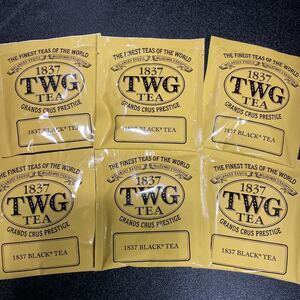 THE FINEST TEAS OF THE WORLD
1837
TWG
TEA
GRANDS CRUS PRESTIGE
1837 BLACK® TEA
THE FINEST TEAS OF THE WORLD
1837
TWG
TEA
GRANDS CRUS PRESTIGE
1837 BLACK® TEA
THE FINEST TEAS OF THE WORLD
1837
TWG
TEA
GRANDS CRUS PRESTIGE
1837 BLACK® TEA
THE FINEST TEAS OF THE WORLD
1837
TWG
TEA
GRANDS CRUS PRESTIGE
1837 BLACK® TEA
THE FINEST TEAS OF THE WORLD
1837
TWG
TEA
GRANDS CRUS PRESTIGE
1837 BLACK® TEA
THE FINEST TEAS OF THE WORLD
1837
TWG
TEA
GRANDS CRUS PRESTIGE
1837 BLACK® TEA